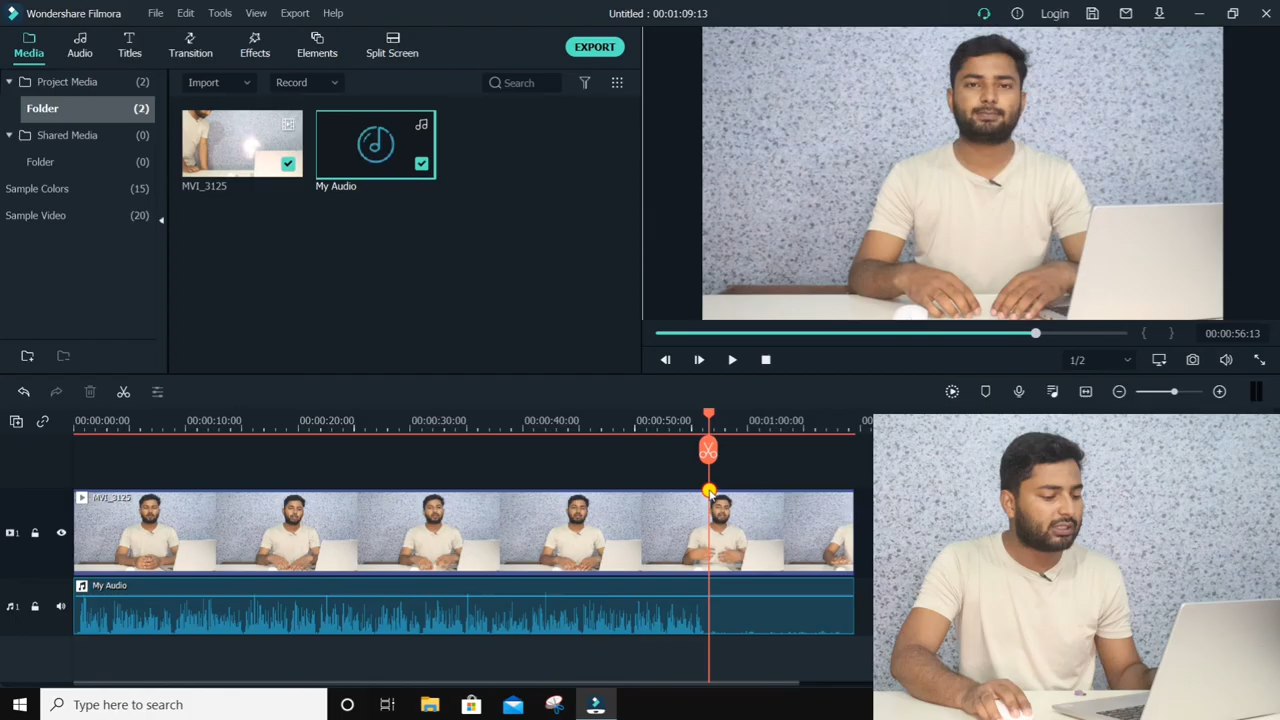 Wondershare Filmora File Edit Tools View Export Help Untitled : 00:01:09:13 Login
Media Audio Titles Transition Effects Elements Split Screen EXPORT
Project Media (2)
Folder (2)
Shared Media (0)
Folder (0)
Sample Colors (15)
Sample Video (20)
Import Record Search
MVI_3125 My Audio
00:00:56:13
1/2
00:00:00:00 00:00:10:00 00:00:20:00 00:00:30:00 00:00:40:00 00:00:50:00 00:01:00:00 00:
MVI_3125
1
My Audio
1
Type here to search